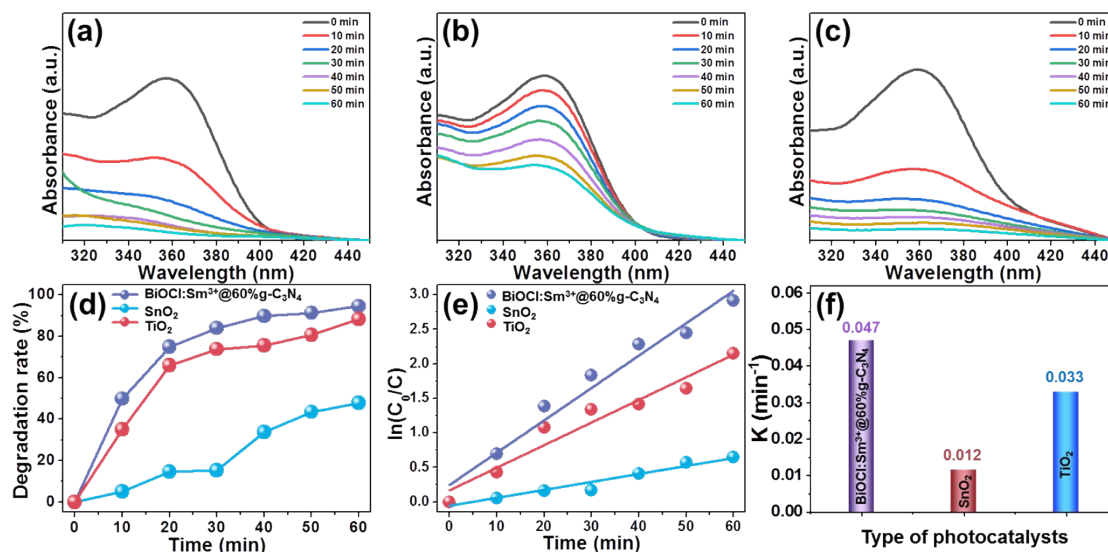 (a)
0 min
10 min
20 min
30 min
40 min
50 min
60 min
Absorbance (a.u.)
320 340 360 380 400 420 440
Wavelength (nm)
(b)
0 min
10 min
20 min
30 min
40 min
50 min
60 min
Absorbance (a.u.)
320 340 360 380 400 420 440
Wavelength (nm)
(c)
0 min
10 min
20 min
30 min
40 min
50 min
60 min
Absorbance (a.u.)
320 340 360 380 400 420 440
Wavelength (nm)
(d)
BiOCl:Sm³⁺@60%g-C₃N₄
SnO₂
TiO₂
Degradation rate (%)
100
80
60
40
20
0
0 10 20 30 40 50 60
Time (min)
(e)
BiOCl:Sm³⁺@60%g-C₃N₄
SnO₂
TiO₂
ln(C₀/C)
3.0
2.5
2.0
1.5
1.0
0.5
0.0
0 10 20 30 40 50 60
Time (min)
(f)
K (min⁻¹)
0.06
0.05
0.04
0.03
0.02
0.01
0.00
0.047
BiOCl:Sm³⁺@60%g-C₃N₄
0.012
SnO₂
0.033
TiO₂
Type of photocatalysts